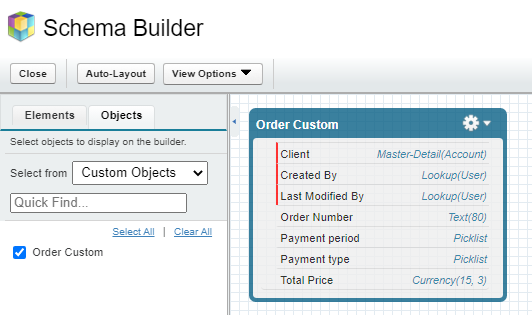 Schema Builder
Close Auto-Layout View Options
Elements Objects
Select objects to display on the builder.
Select from Custom Objects
Quick Find...
Select All | Clear All
Order Custom
Order Custom
Client Master-Detail(Account)
Created By Lookup(User)
Last Modified By Lookup(User)
Order Number Text(80)
Payment period Picklist
Payment type Picklist
Total Price Currency(15, 3)